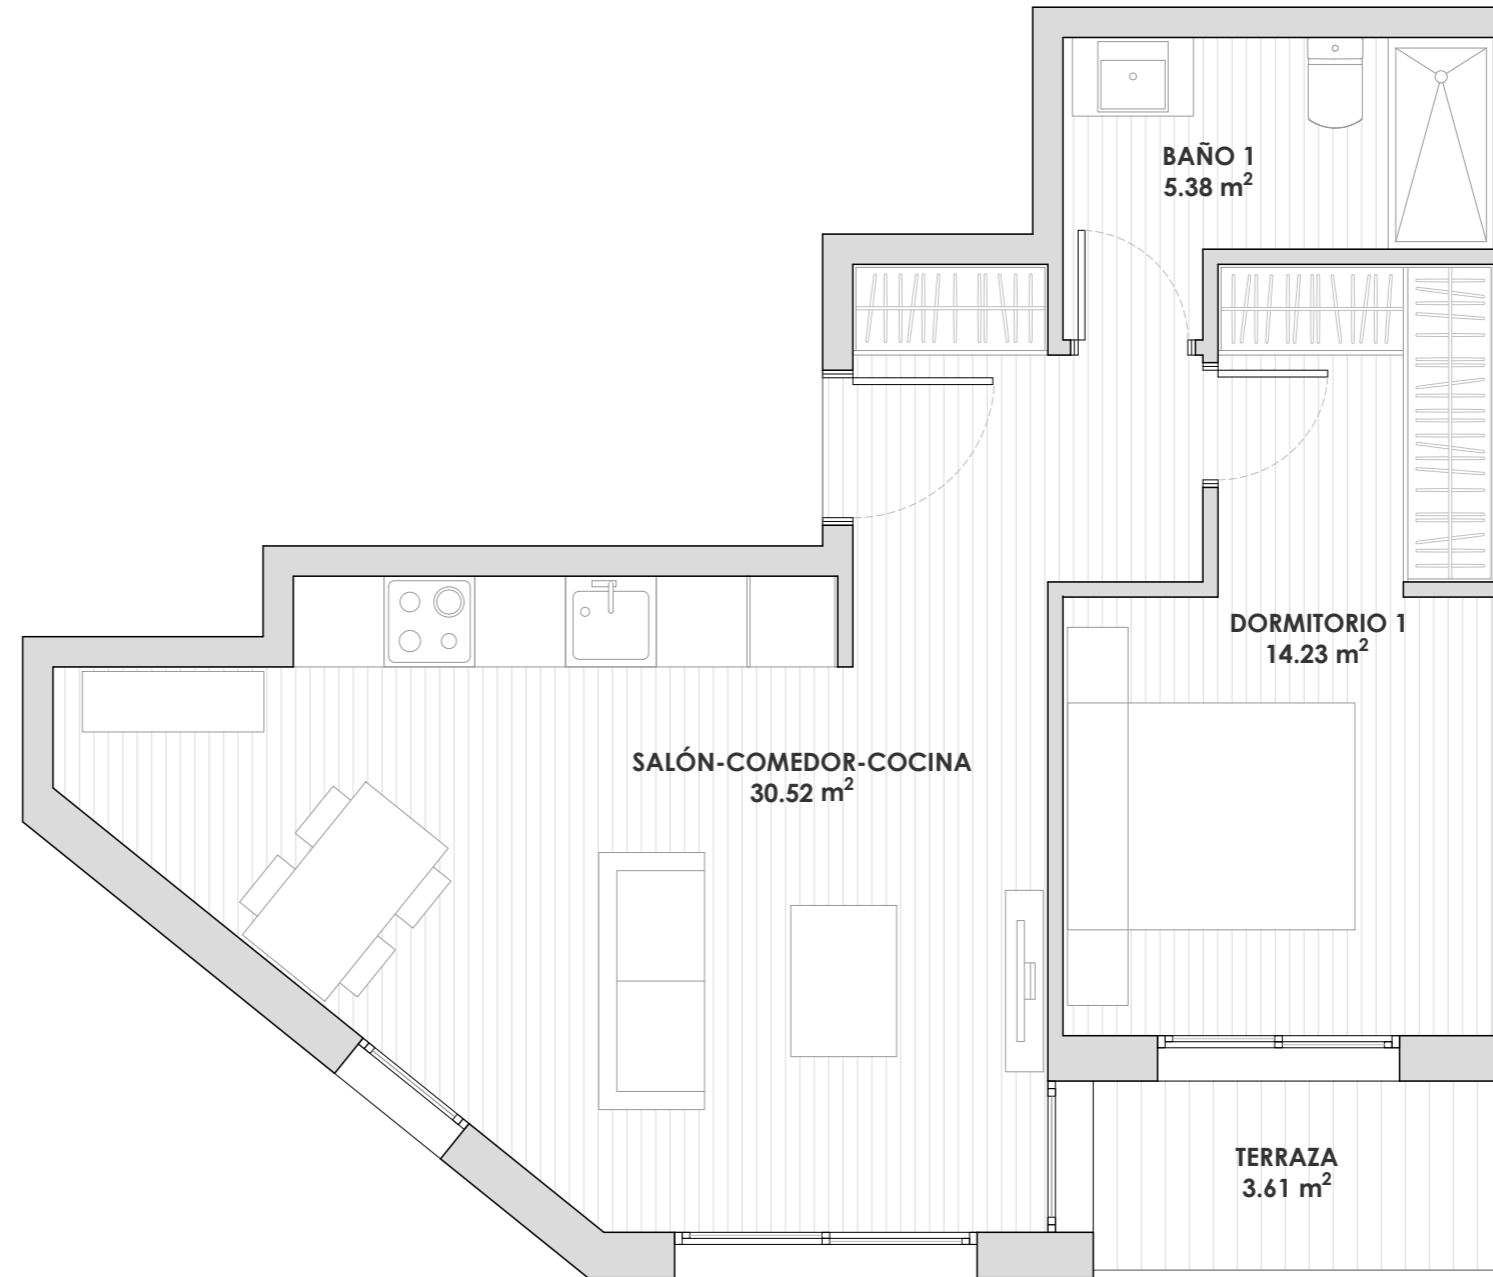 BAÑO 1
5.38 m²
DORMITORIO 1
14.23 m²
SALÓN-COMEDOR-COCINA
30.52 m²
TERRAZA
3.61 m²